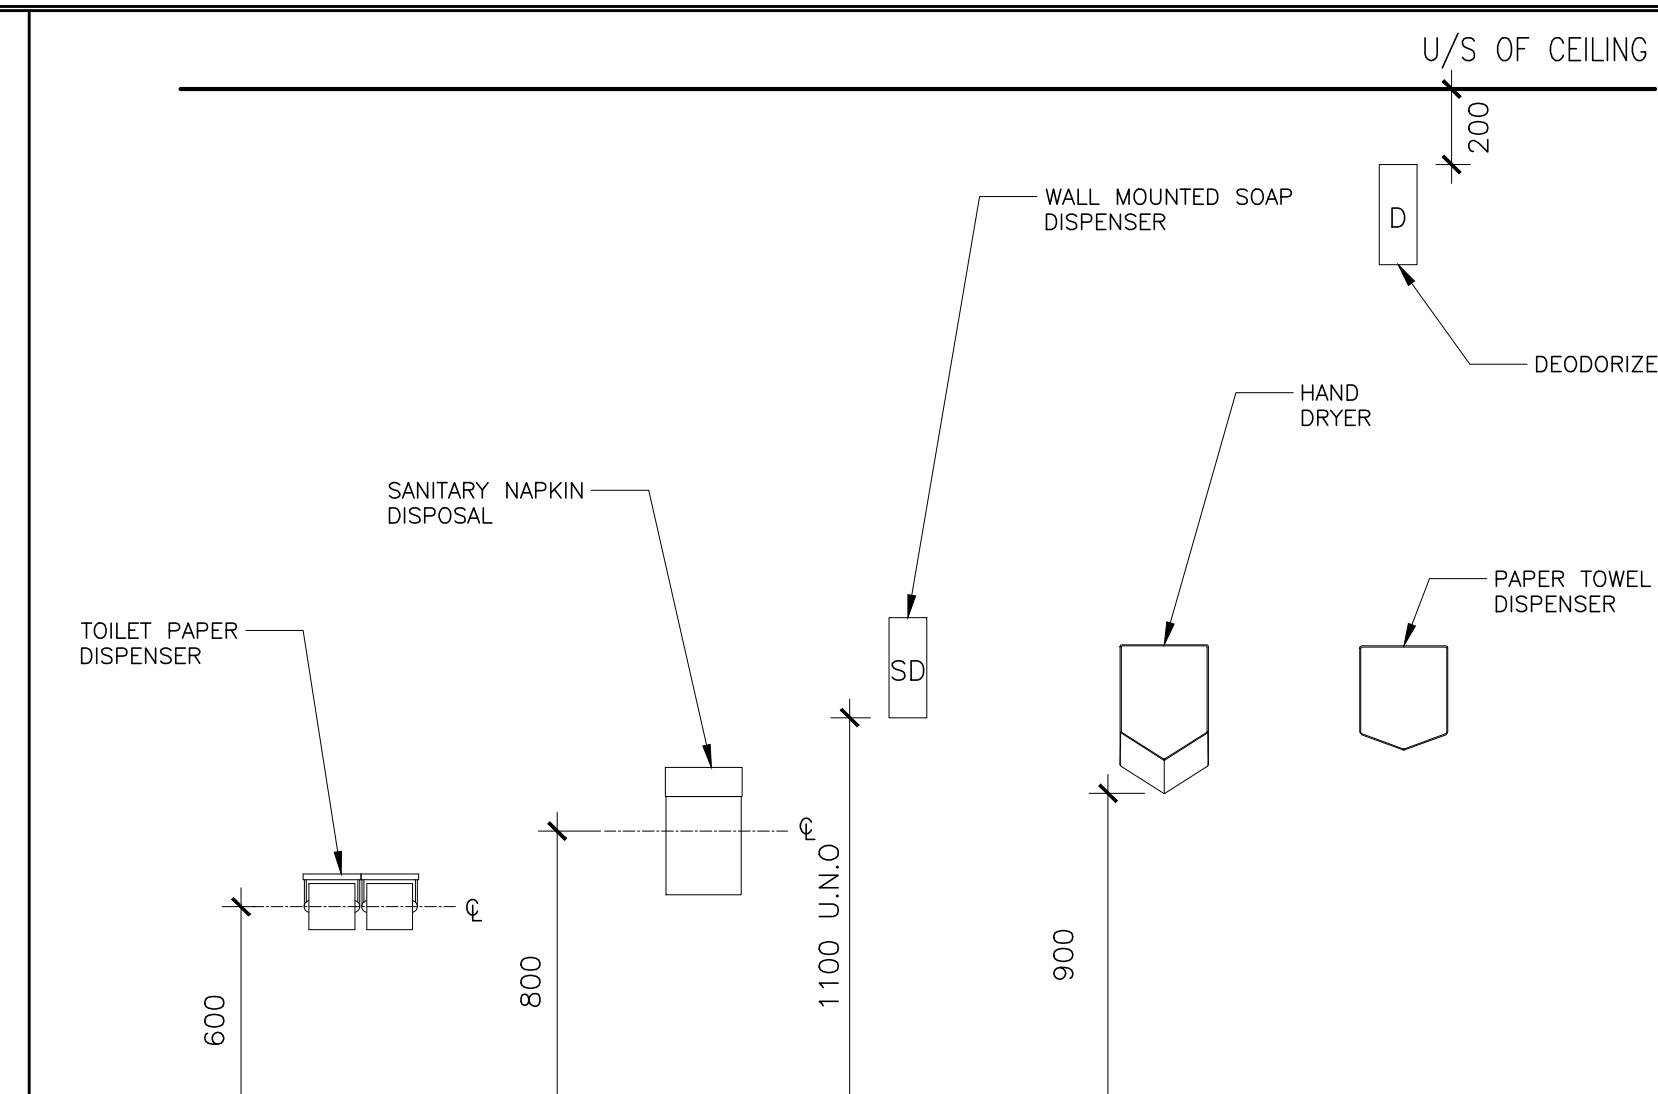 U/S OF CEILING
200
WALL MOUNTED SOAP
DISPENSER
D
DEODORIZE
HAND
DRYER
SANITARY NAPKIN
DISPOSAL
PAPER TOWEL
DISPENSER
TOILET PAPER
DISPENSER
SD
℄
℄
1100 U.N.O
900
800
600